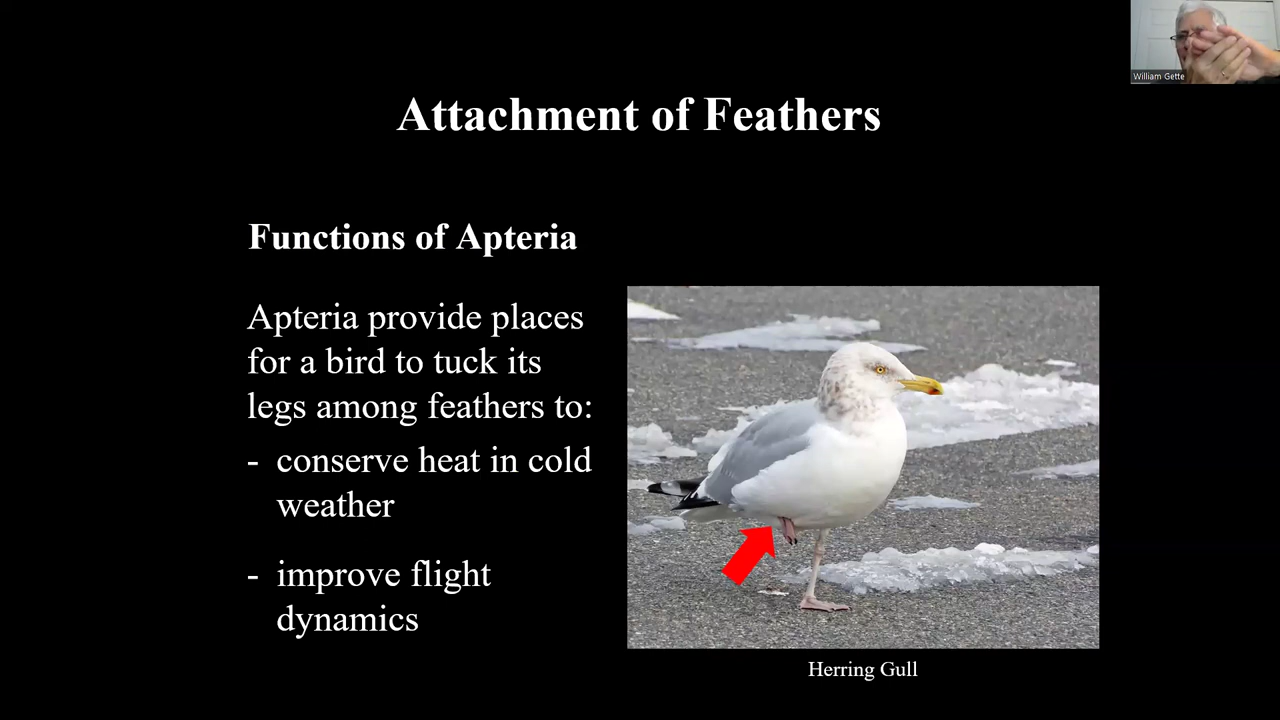 William Gette
Attachment of Feathers
Functions of Apteria
Apteria provide places
for a bird to tuck its
legs among feathers to:
- conserve heat in cold
weather
- improve flight
dynamics
Herring Gull